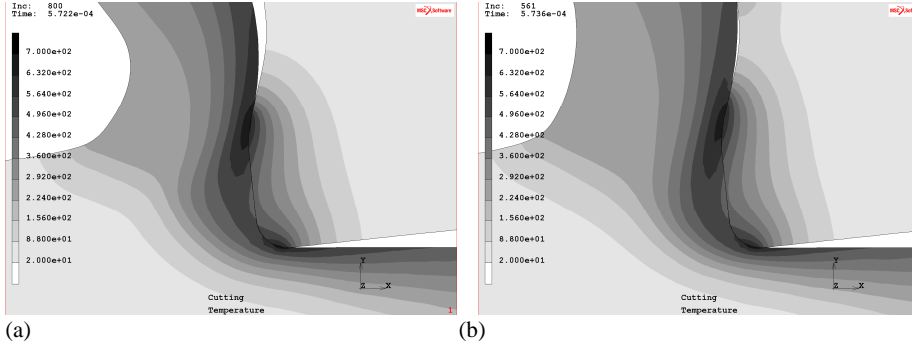 Inc: 800
Time: 5.722e-04
MSC Software
7.000e+02
6.320e+02
5.640e+02
4.960e+02
4.280e+02
3.600e+02
2.920e+02
2.240e+02
1.560e+02
8.800e+01
2.000e+01
Y
Z X
Cutting
Temperature
1
(a)
Inc: 561
Time: 5.736e-04
MSC Software
7.000e+02
6.320e+02
5.640e+02
4.960e+02
4.280e+02
3.600e+02
2.920e+02
2.240e+02
1.560e+02
8.800e+01
2.000e+01
Y
Z X
Cutting
Temperature
(b)